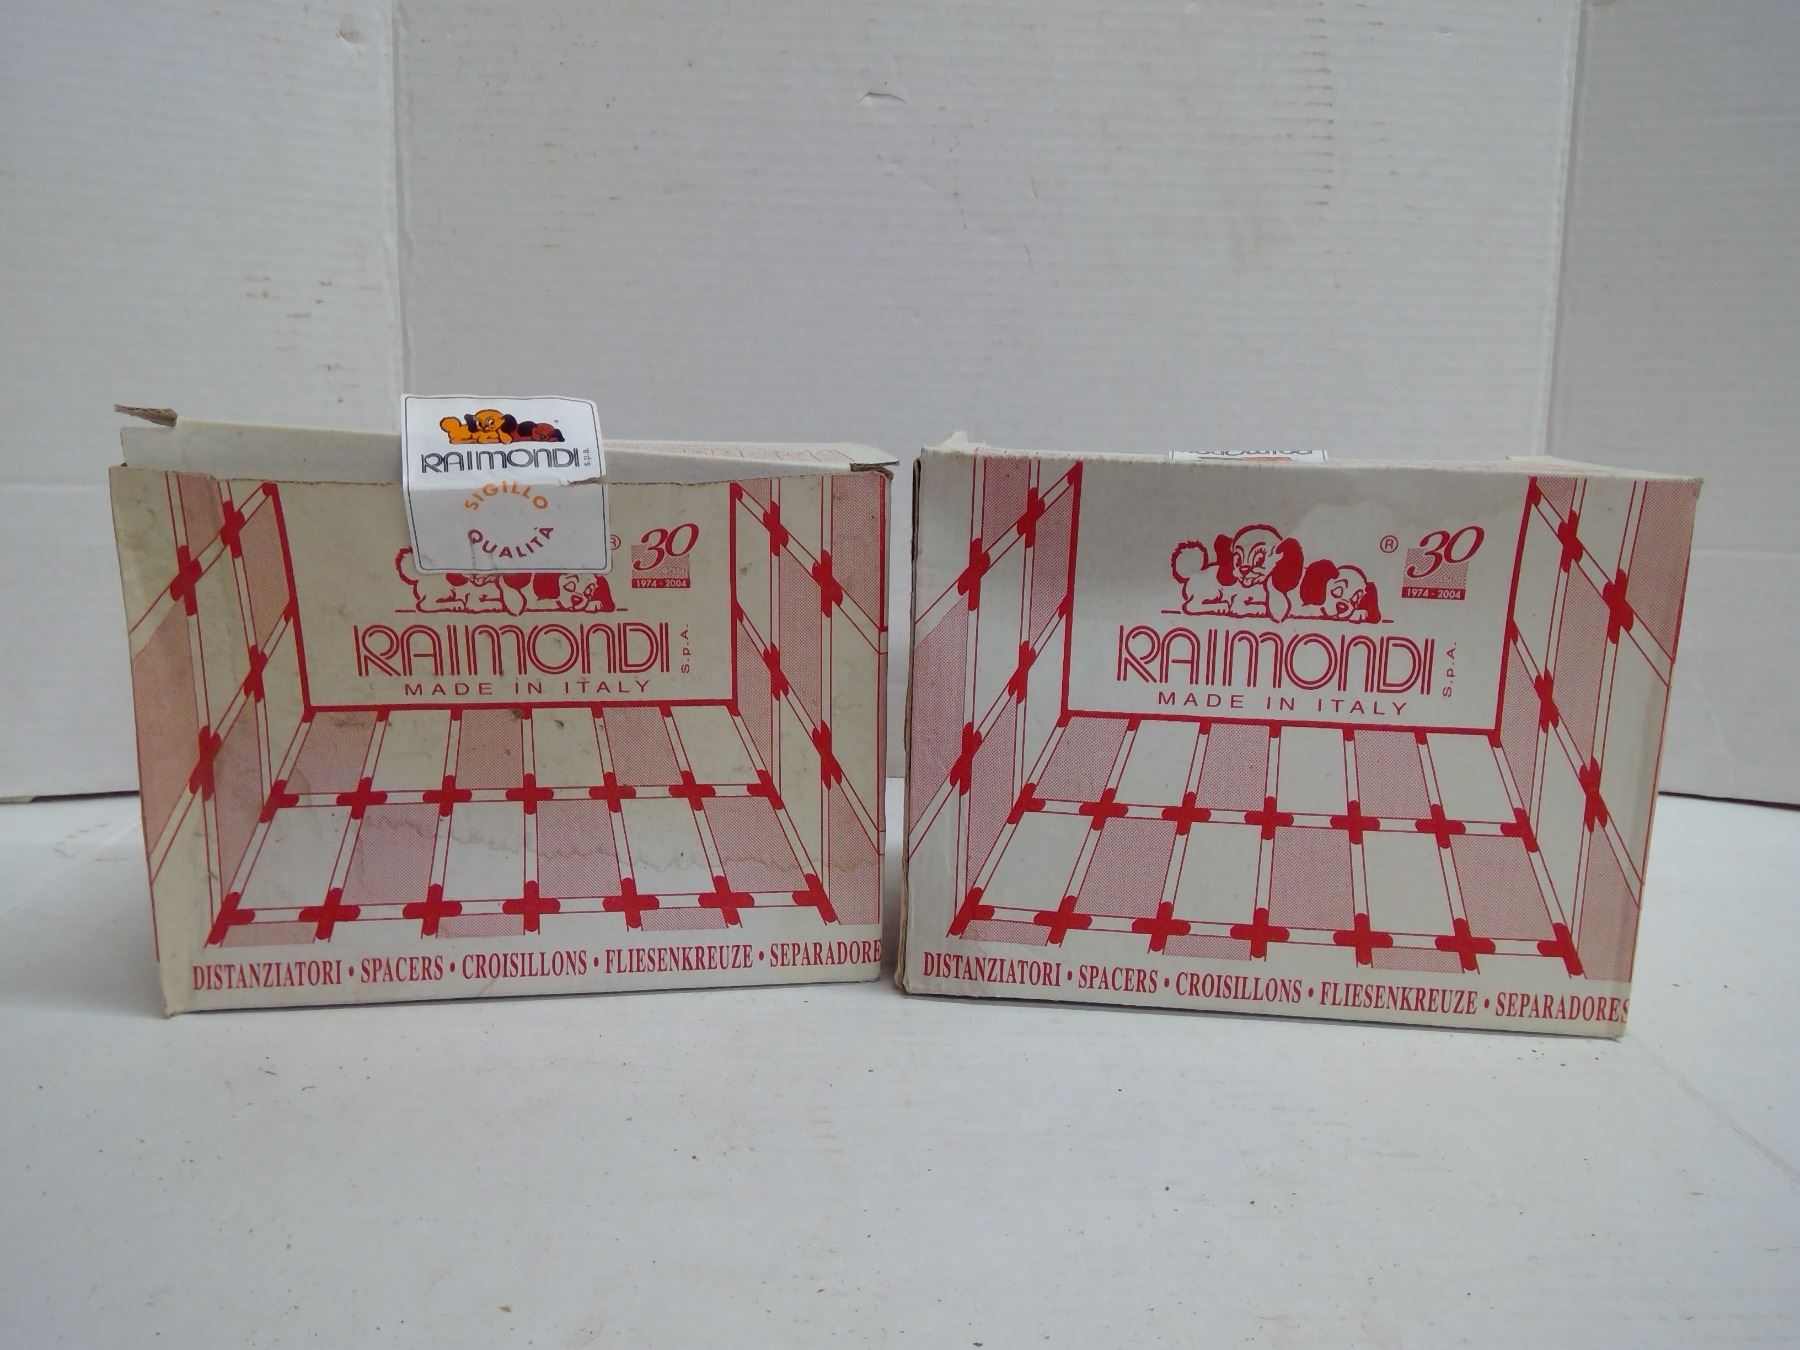 RAIMONDI s.p.a.
SIGILLO
QUALITÀ
® 30
1974 - 2004
RAIMONDI S.p.A.
MADE IN ITALY
DISTANZIATORI • SPACERS • CROISILLONS • FLIESENKREUZE • SEPARADORE
RAIMONDI
® 30
1974 - 2004
RAIMONDI S.p.A.
MADE IN ITALY
DISTANZIATORI • SPACERS • CROISILLONS • FLIESENKREUZE • SEPARADORES